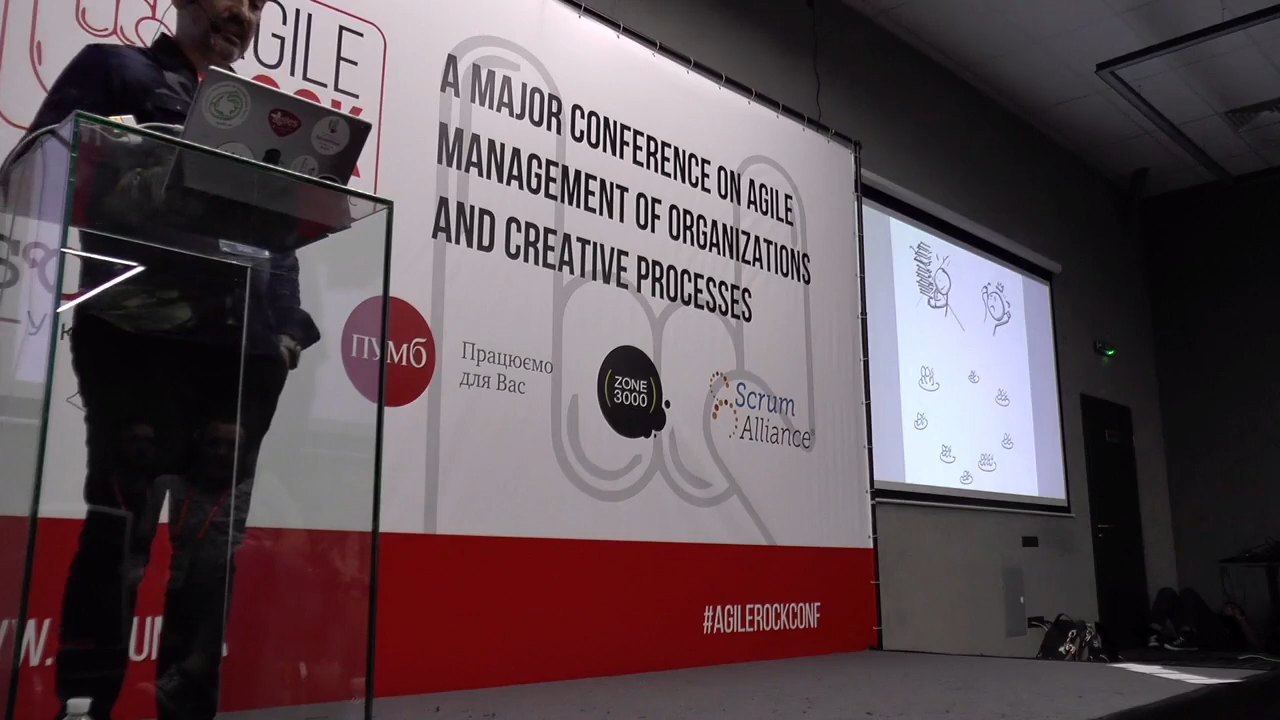 AGILE
A MAJOR CONFERENCE ON AGILE
MANAGEMENT OF ORGANIZATIONS
AND CREATIVE PROCESSES
ПУМБ
Працюємо
для Вас
ZONE
3000
Scrum
Alliance®
#AGILEROCKCONF